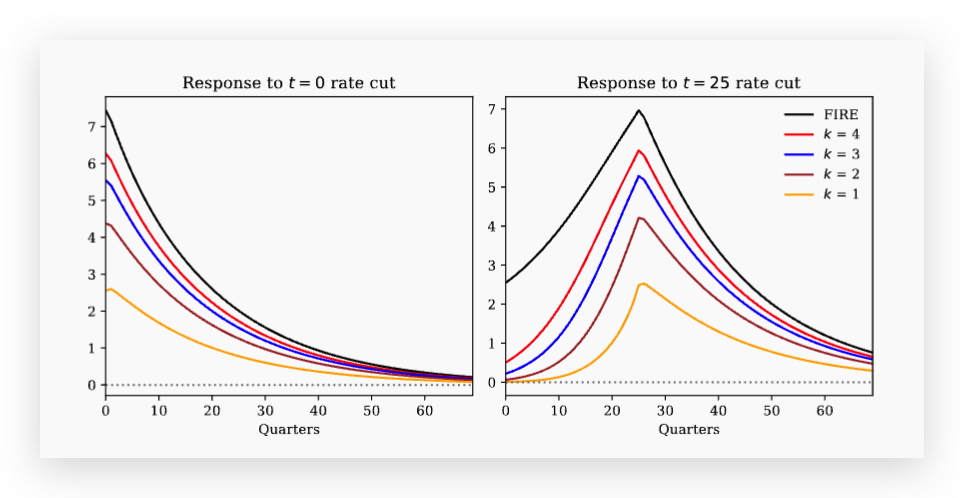 Response to t = 0 rate cut
7
6
5
4
3
2
1
0
0 10 20 30 40 50 60
Quarters
Response to t = 25 rate cut
7
6
5
4
3
2
1
0
0 10 20 30 40 50 60
Quarters
FIRE
k = 4
k = 3
k = 2
k = 1